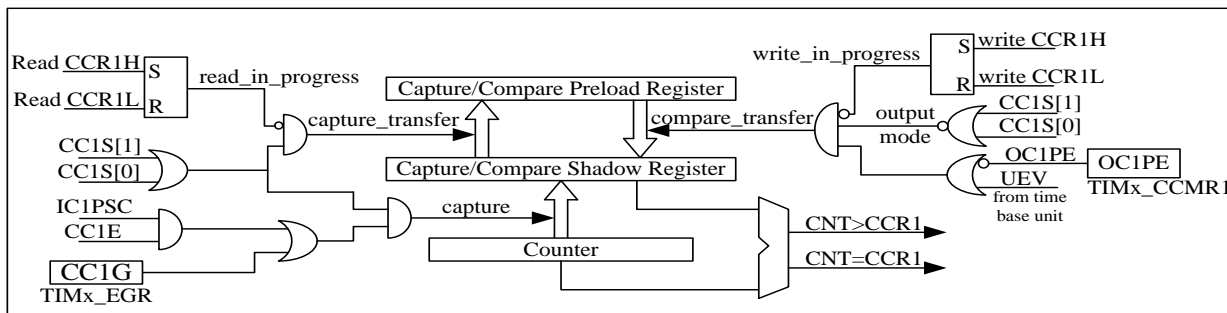 Read CCR1H
S
read_in_progress
Read CCR1L
R
CC1S[1]
CC1S[0]
IC1PSC
CC1E
CC1G
TIMx_EGR
capture_transfer
capture
Capture/Compare Preload Register
Capture/Compare Shadow Register
Counter
write_in_progress
S
write CCR1H
R
write CCR1L
compare_transfer
output
mode
CC1S[1]
CC1S[0]
OC1PE
OC1PE
UEV
TIMx_CCMR1
from time
base unit
CNT>CCR1
CNT=CCR1